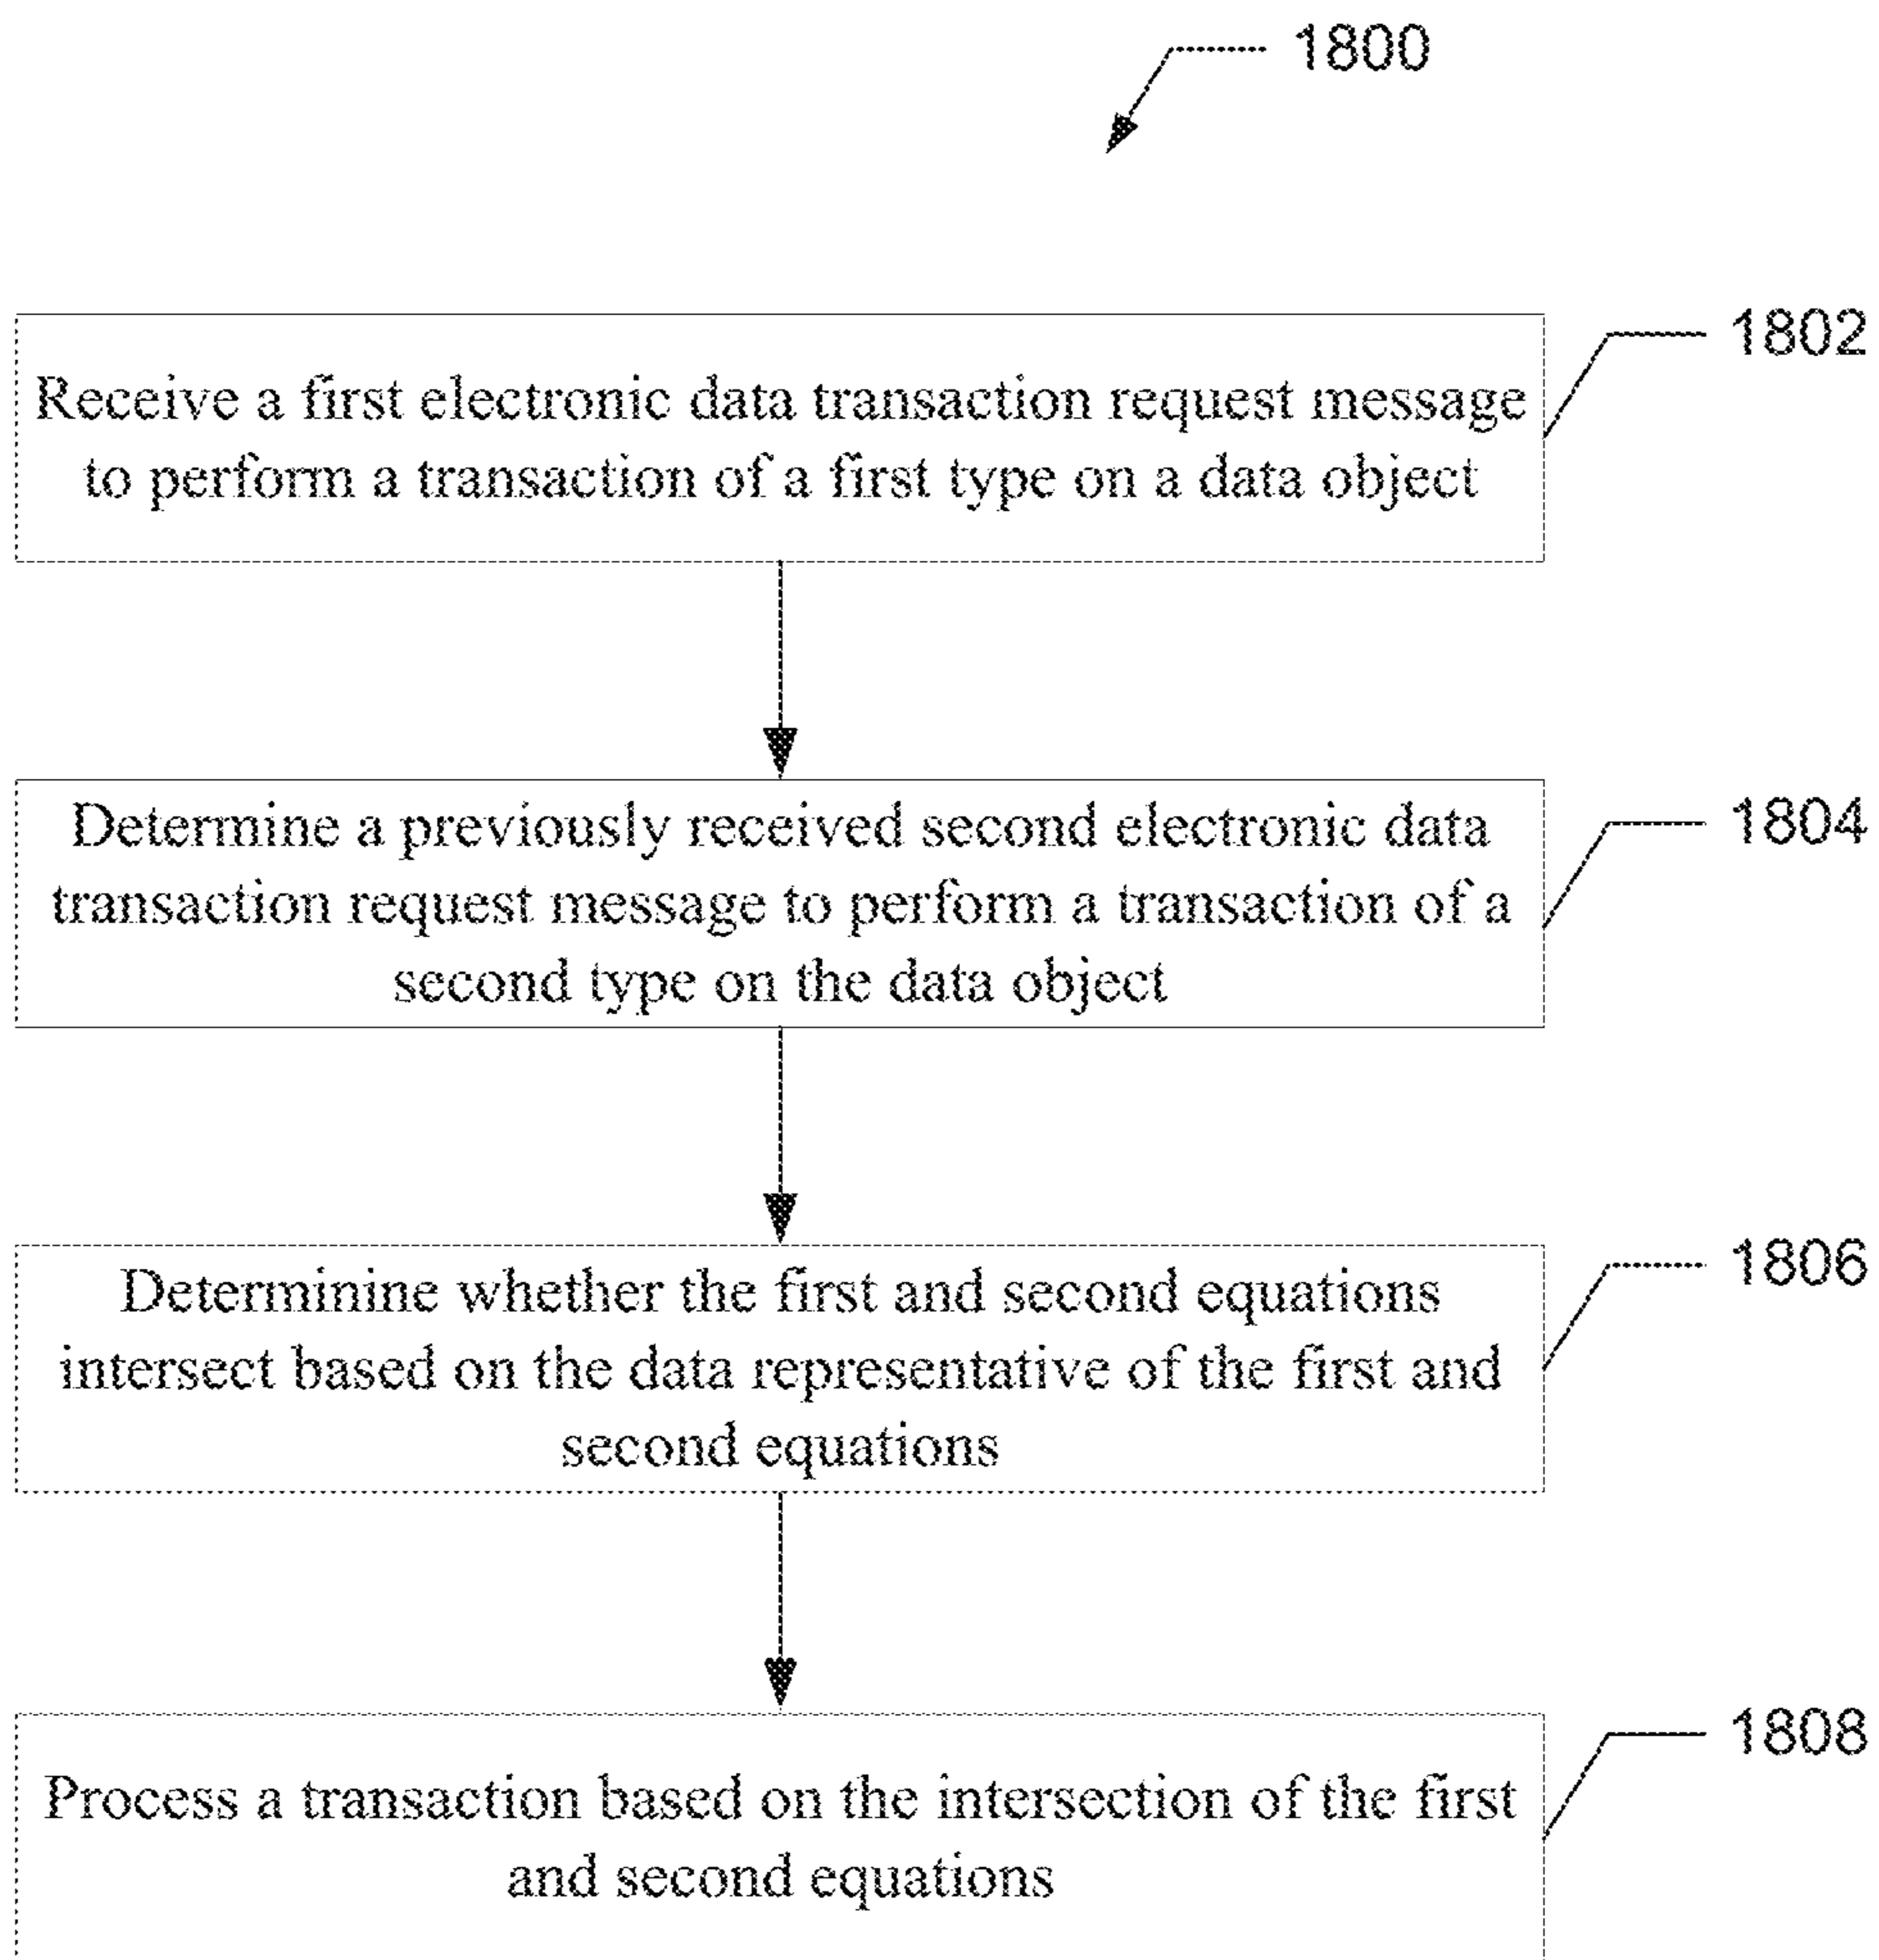 1800
1802
Receive a first electronic data transaction request message
to perform a transaction of a first type on a data object
1804
Determine a previously received second electronic data
transaction request message to perform a transaction of a
second type on the data object
1806
Determinine whether the first and second equations
intersect based on the data representative of the first and
second equations
1808
Process a transaction based on the intersection of the first
and second equations